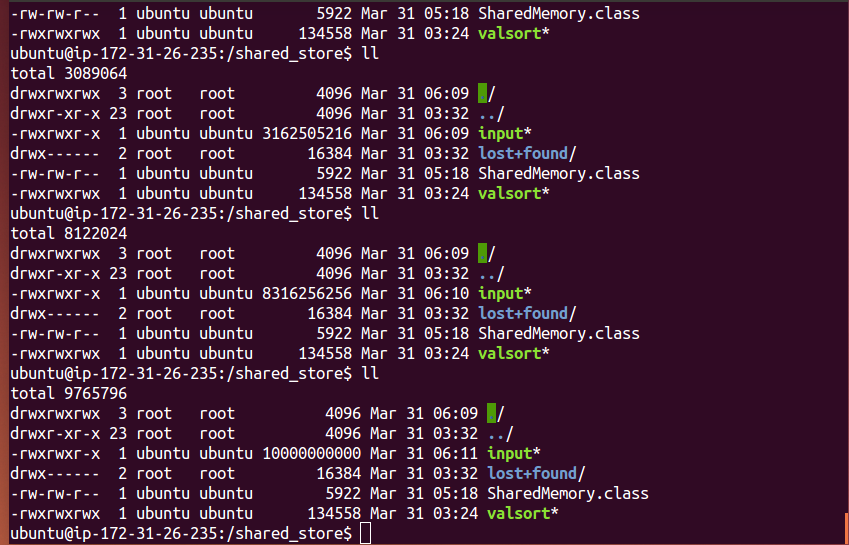 -rw-rw-r--  1 ubuntu ubuntu       5922 Mar 31 05:18 SharedMemory.class
-rwxrwxrwx  1 ubuntu ubuntu     134558 Mar 31 03:24 valsort*
ubuntu@ip-172-31-26-235:/shared_store$ ll
total 3089064
drwxrwxrwx  3 root   root         4096 Mar 31 06:09 ./
drwxr-xr-x 23 root   root         4096 Mar 31 03:32 ../
-rwxrwxr-x  1 ubuntu ubuntu 3162505216 Mar 31 06:09 input*
drwx------  2 root   root        16384 Mar 31 03:32 lost+found/
-rw-rw-r--  1 ubuntu ubuntu       5922 Mar 31 05:18 SharedMemory.class
-rwxrwxrwx  1 ubuntu ubuntu     134558 Mar 31 03:24 valsort*
ubuntu@ip-172-31-26-235:/shared_store$ ll
total 8122024
drwxrwxrwx  3 root   root         4096 Mar 31 06:09 ./
drwxr-xr-x 23 root   root         4096 Mar 31 03:32 ../
-rwxrwxr-x  1 ubuntu ubuntu 8316256256 Mar 31 06:10 input*
drwx------  2 root   root        16384 Mar 31 03:32 lost+found/
-rw-rw-r--  1 ubuntu ubuntu       5922 Mar 31 05:18 SharedMemory.class
-rwxrwxrwx  1 ubuntu ubuntu     134558 Mar 31 03:24 valsort*
ubuntu@ip-172-31-26-235:/shared_store$ ll
total 9765796
drwxrwxrwx  3 root   root          4096 Mar 31 06:09 ./
drwxr-xr-x 23 root   root          4096 Mar 31 03:32 ../
-rwxrwxr-x  1 ubuntu ubuntu 10000000000 Mar 31 06:11 input*
drwx------  2 root   root         16384 Mar 31 03:32 lost+found/
-rw-rw-r--  1 ubuntu ubuntu        5922 Mar 31 05:18 SharedMemory.class
-rwxrwxrwx  1 ubuntu ubuntu      134558 Mar 31 03:24 valsort*
ubuntu@ip-172-31-26-235:/shared_store$